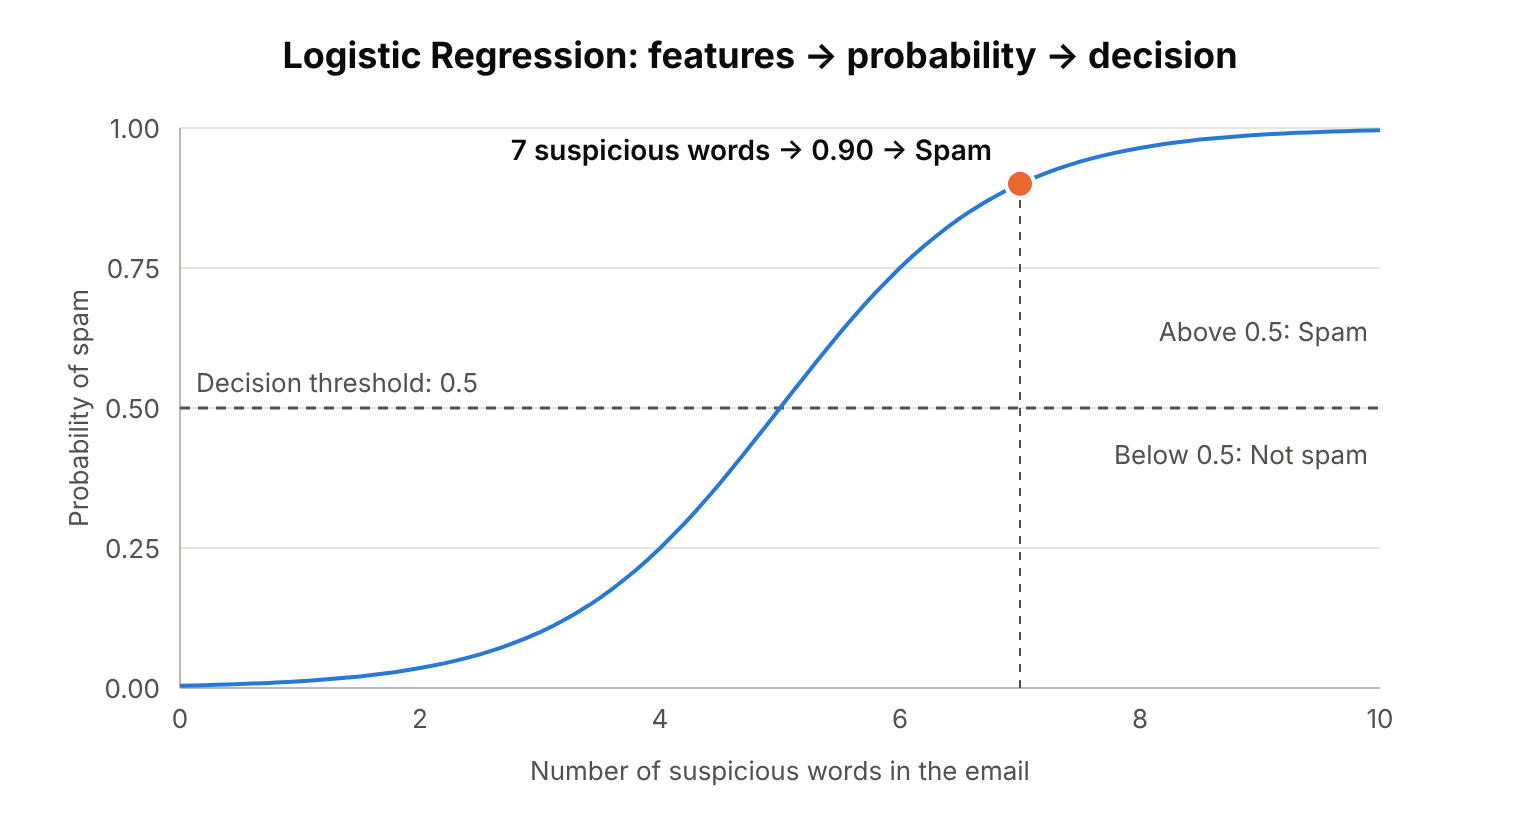 Logistic Regression: features → probability → decision
1.00
7 suspicious words → 0.90 → Spam
0.75
Above 0.5: Spam
Decision threshold: 0.5
0.50
Below 0.5: Not spam
0.25
0.00
Probability of spam
0 2 4 6 8 10
Number of suspicious words in the email